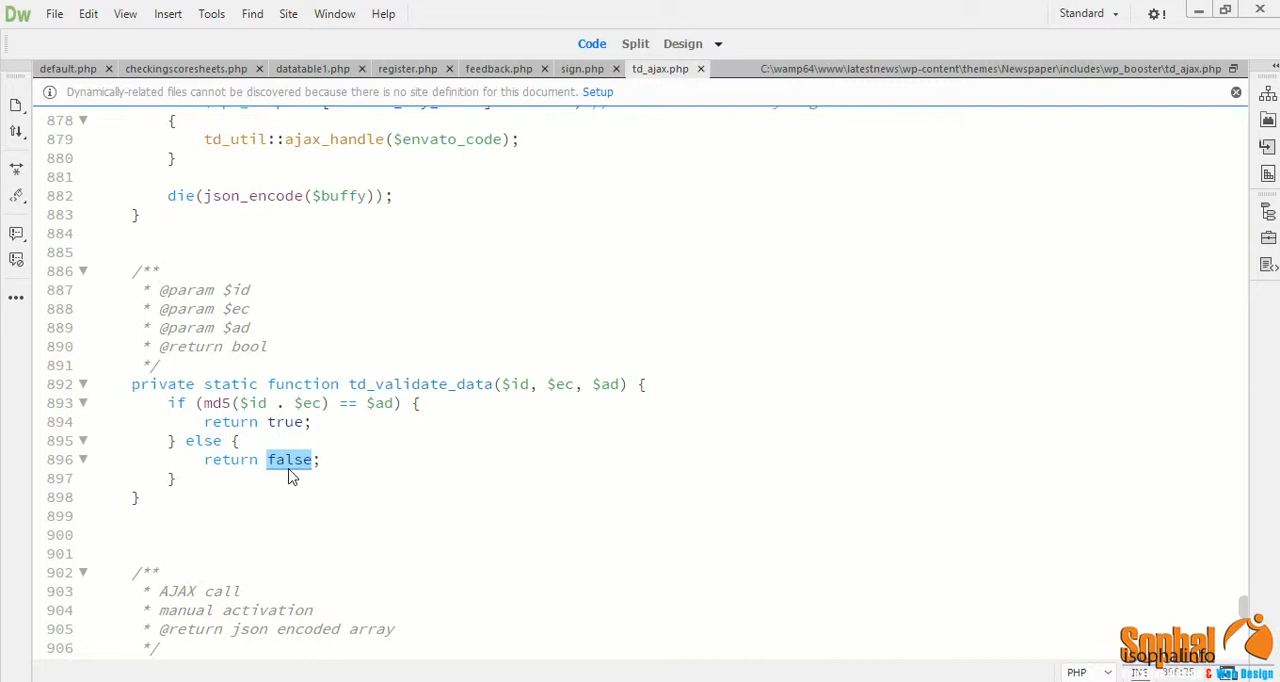 Dw File Edit View Insert Tools Find Site Window Help Standard
Code Split Design
default.php checkingscoresheets.php datatable1.php register.php feedback.php sign.php td_ajax.php C:\wamp64\www\latestnews\wp-content\themes\Newspaper\includes\wp_booster\td_ajax.php
Dynamically-related files cannot be discovered because there is no site definition for this document. Setup
878 {
879 td_util::ajax_handle($envato_code);
880 }
881
882 die(json_encode($buffy));
883 }
884
885
886 /**
887 * @param $id
888 * @param $ec
889 * @param $ad
890 * @return bool
891 */
892 private static function td_validate_data($id, $ec, $ad) {
893 if (md5($id . $ec) == $ad) {
894 return true;
895 } else {
896 return false;
897 }
898 }
899
900
901
902 /**
903 * AJAX call
904 * manual activation
905 * @return json encoded array
906 */
Sophal
isophalinfo
PHP INS & Web Design